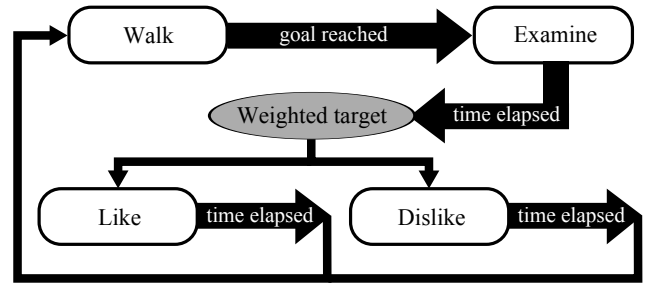 Walk
goal reached
Examine
Weighted target
time elapsed
Like
time elapsed
Dislike
time elapsed